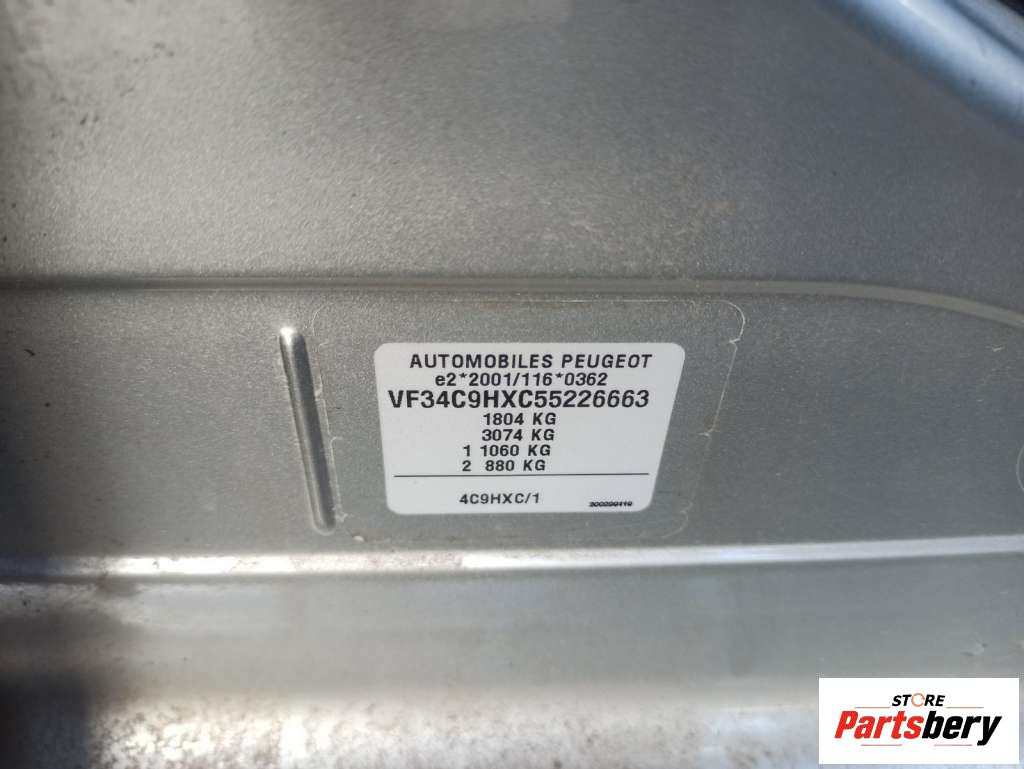 AUTOMOBILES PEUGEOT
e2*2001/116*0362
VF34C9HXC55226663
1804 KG
3074 KG
1 1060 KG
2 880 KG
4C9HXC/1
STORE
Partsbery